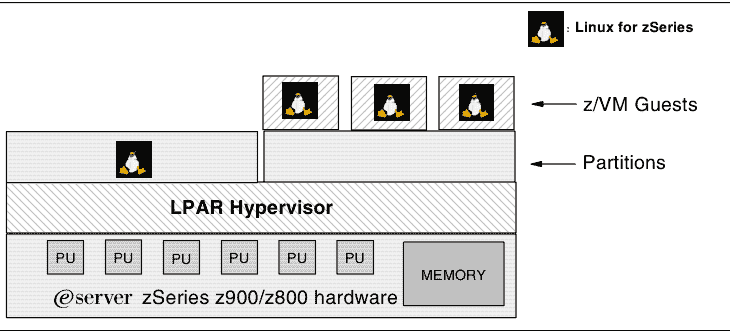 : Linux for zSeries
z/VM Guests
Partitions
LPAR Hypervisor
PU PU PU PU PU PU
MEMORY
eserver zSeries z900/z800 hardware